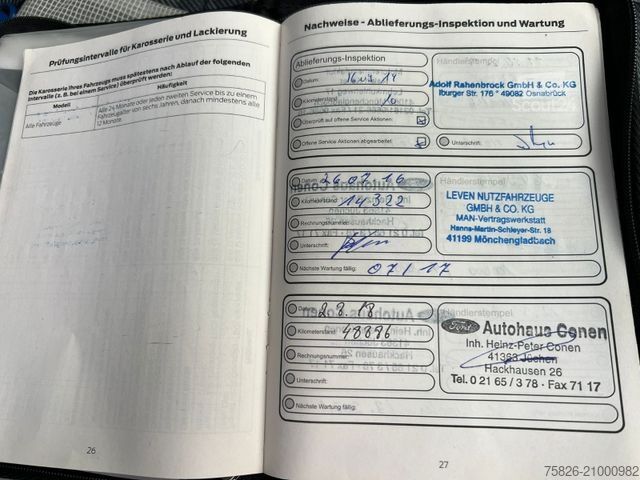 Prüfungsintervalle für Karosserie und Lackierung
Die Karosserie Ihres Fahrzeugs muss spätestens nach Ablauf der folgenden
Intervalle (z. B. bei einem Service) überprüft werden:
Modell
Häufigkeit
Alle Fahrzeuge
Alle 24 Monate oder jeden zweiten Service bis zu einem
Fahrzeugalter von sechs Jahren, danach mindestens alle
12 Monate.
26
Nachweise - Ablieferungs-Inspektion und Wartung
Ablieferungs-Inspektion
Datum:
Kilometerstand: 10
Überprüft auf offene Service Aktionen:
Offene Service Aktionen abgearbeitet:
Händlerstempel
Adolf Rahenbrock GmbH & Co. KG
Iburger Str. 176 * 49082 Osnabrück
Unterschrift:
Datum: 26.07.16
Kilometerstand: 14322
Rechnungsnummer:
Unterschrift:
Nächste Wartung fällig: 07/17
Händlerstempel
LEVEN NUTZFAHRZEUGE
GMBH & CO. KG
MAN-Vertragswerkstatt
Hanns-Martin-Schleyer-Str. 18
41199 Mönchengladbach
Datum: 2.8.18
Kilometerstand: 48896
Rechnungsnummer:
Unterschrift:
Nächste Wartung fällig:
Händlerstempel
Ford Autohaus Conen
Inh. Heinz-Peter Conen
41363 Jüchen
Hackhausen 26
Tel. 0 21 65 / 3 78 · Fax 71 17
27
75826-21000982